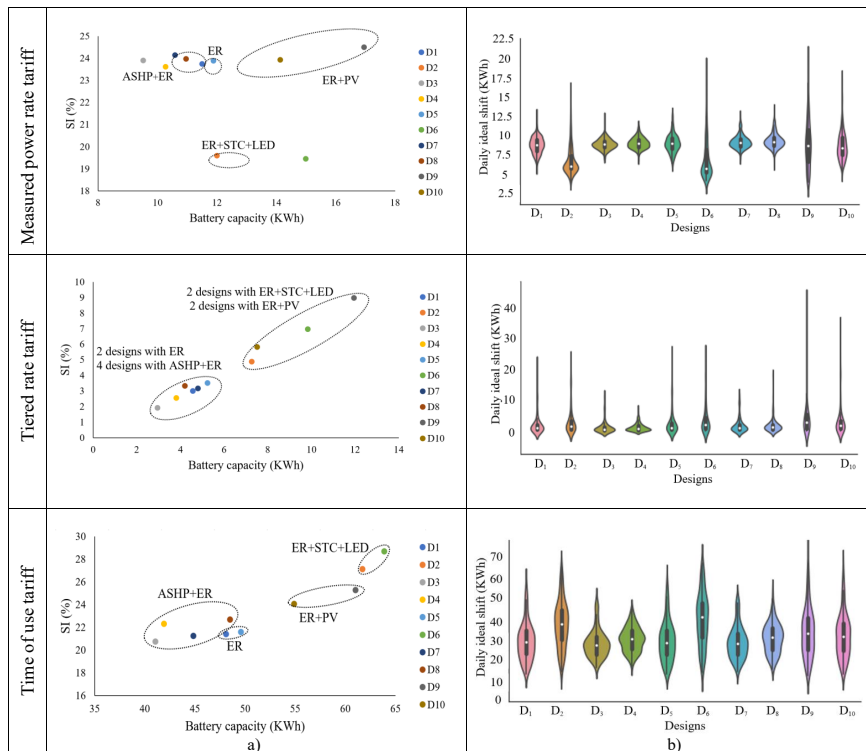 Measured power rate tariff
25
24
23
22
21
20
19
18
8
10
12
14
16
18
SI (%)
Battery capacity (KWh)
ER
ASHP+ER
ER+PV
ER+STC+LED
D1
D2
D3
D4
D5
D6
D7
D8
D9
D10
22.5
20
17.5
15
12.5
10
7.5
5
2.5
Daily ideal shift (KWh)
D1
D2
D3
D4
D5
D6
D7
D8
D9
D10
Designs
Tiered rate tariff
10
9
8
7
6
5
4
3
2
1
0
0
2
4
6
8
10
12
14
SI (%)
Battery capacity (KWh)
2 designs with ER+STC+LED
2 designs with ER+PV
2 designs with ER
4 designs with ASHP+ER
D1
D2
D3
D4
D5
D6
D7
D8
D9
D10
40
30
20
10
0
Daily ideal shift (KWh)
D1
D2
D3
D4
D5
D6
D7
D8
D9
D10
Designs
Time of use tariff
30
28
26
24
22
20
18
16
35
40
45
50
55
60
65
SI (%)
Battery capacity (KWh)
ER+STC+LED
ASHP+ER
ER+PV
ER
D1
D2
D3
D4
D5
D6
D7
D8
D9
D10
70
60
50
40
30
20
10
0
Daily ideal shift (KWh)
D1
D2
D3
D4
D5
D6
D7
D8
D9
D10
Designs
a)
b)